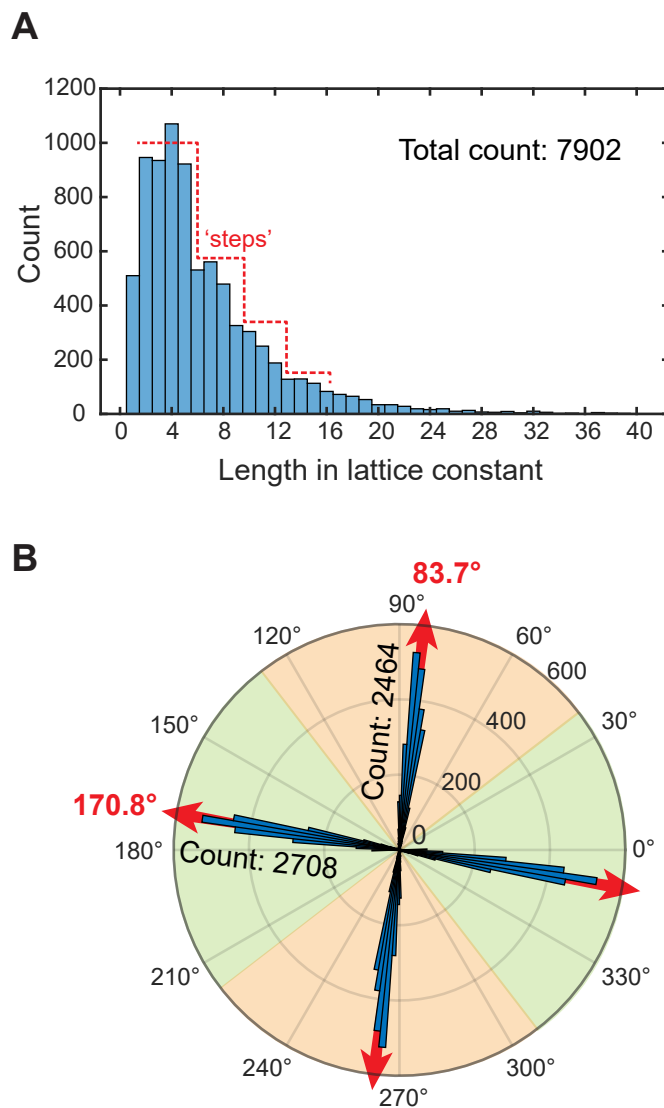 A
1200
1000
800
600
400
200
0
Count
Total count: 7902
‘steps’
0 4 8 12 16 20 24 28 32 36 40
Length in lattice constant
B
83.7°
90°
120°
60°
600
150°
Count: 2464
400
30°
200
170.8°
0
180°
Count: 2708
0°
210°
330°
240°
300°
270°